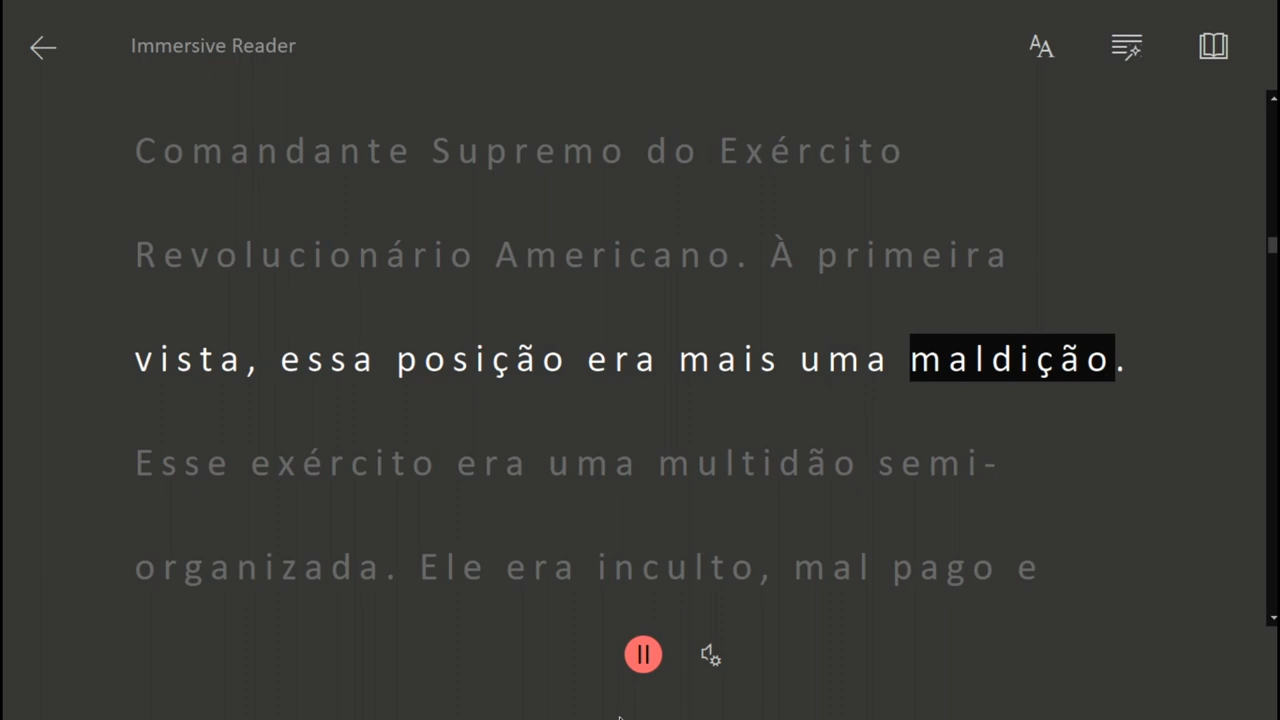 Immersive Reader
Comandante Supremo do Exército
Revolucionário Americano. À primeira
vista, essa posição era mais uma maldição.
Esse exército era uma multidão semi-
organizada. Ele era inculto, mal pago e